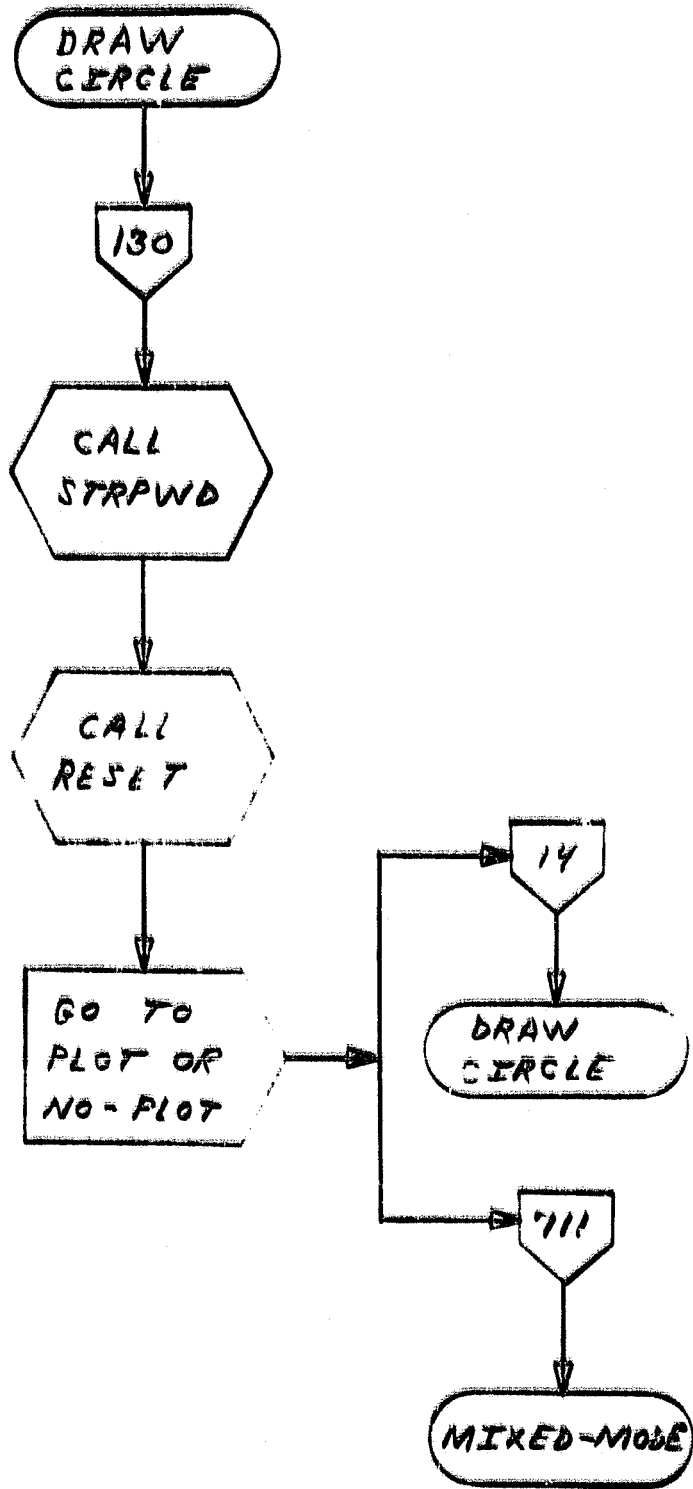 DRAW
CIRCLE
130
CALL
STRPWD
CALL
RESET
GO TO
PLOT OR
NO-PLOT
14
DRAW
CIRCLE
711
MIXED-MODE